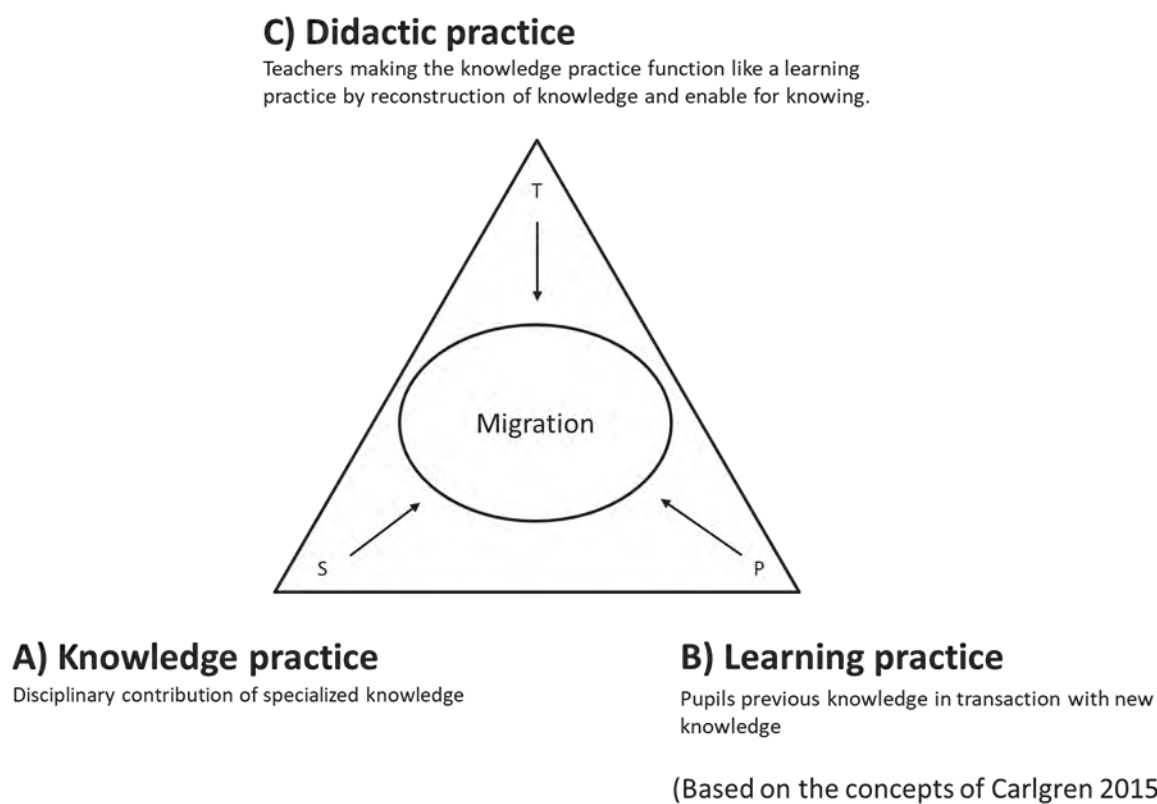 C) Didactic practice
Teachers making the knowledge practice function like a learning
practice by reconstruction of knowledge and enable for knowing.
T
Migration
S
P
A) Knowledge practice
Disciplinary contribution of specialized knowledge
B) Learning practice
Pupils previous knowledge in transaction with new
knowledge
(Based on the concepts of Carlgren 2015